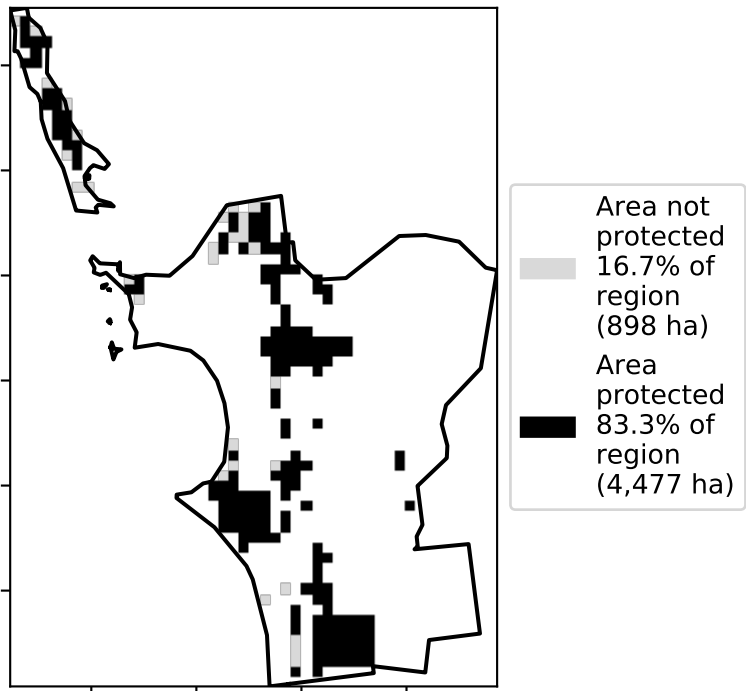 Area not
protected
16.7% of
region
(898 ha)
Area
protected
83.3% of
region
(4,477 ha)